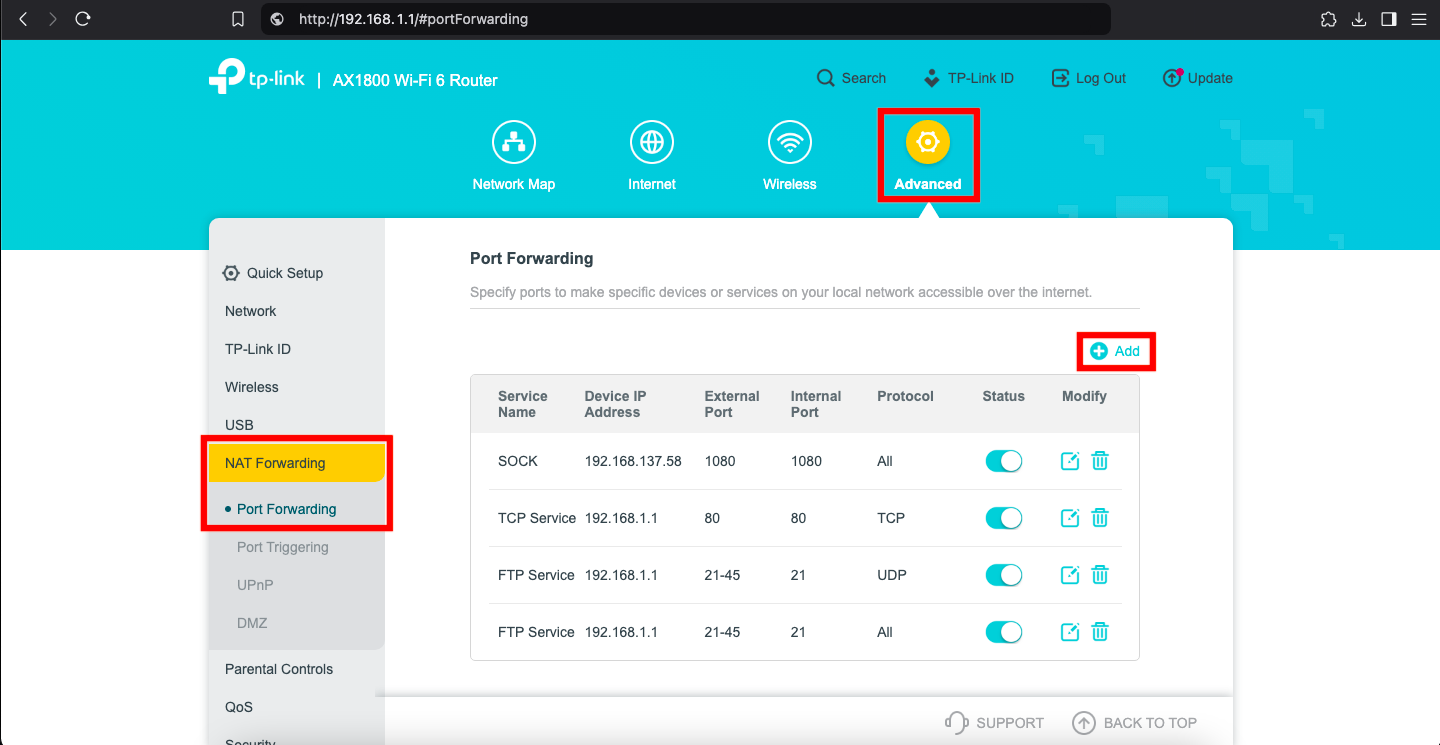 http://192.168.1.1/#portForwarding
tp-link | AX1800 Wi-Fi 6 Router
Search
TP-Link ID
Log Out
Update
Network Map
Internet
Wireless
Advanced
Quick Setup
Network
TP-Link ID
Wireless
USB
NAT Forwarding
Port Forwarding
Port Triggering
UPnP
DMZ
Parental Controls
QoS
Security
Port Forwarding
Specify ports to make specific devices or services on your local network accessible over the internet.
Add
Service Name Device IP Address External Port Internal Port Protocol Status Modify
SOCK 192.168.137.58 1080 1080 All
TCP Service 192.168.1.1 80 80 TCP
FTP Service 192.168.1.1 21-45 21 UDP
FTP Service 192.168.1.1 21-45 21 All
SUPPORT
BACK TO TOP